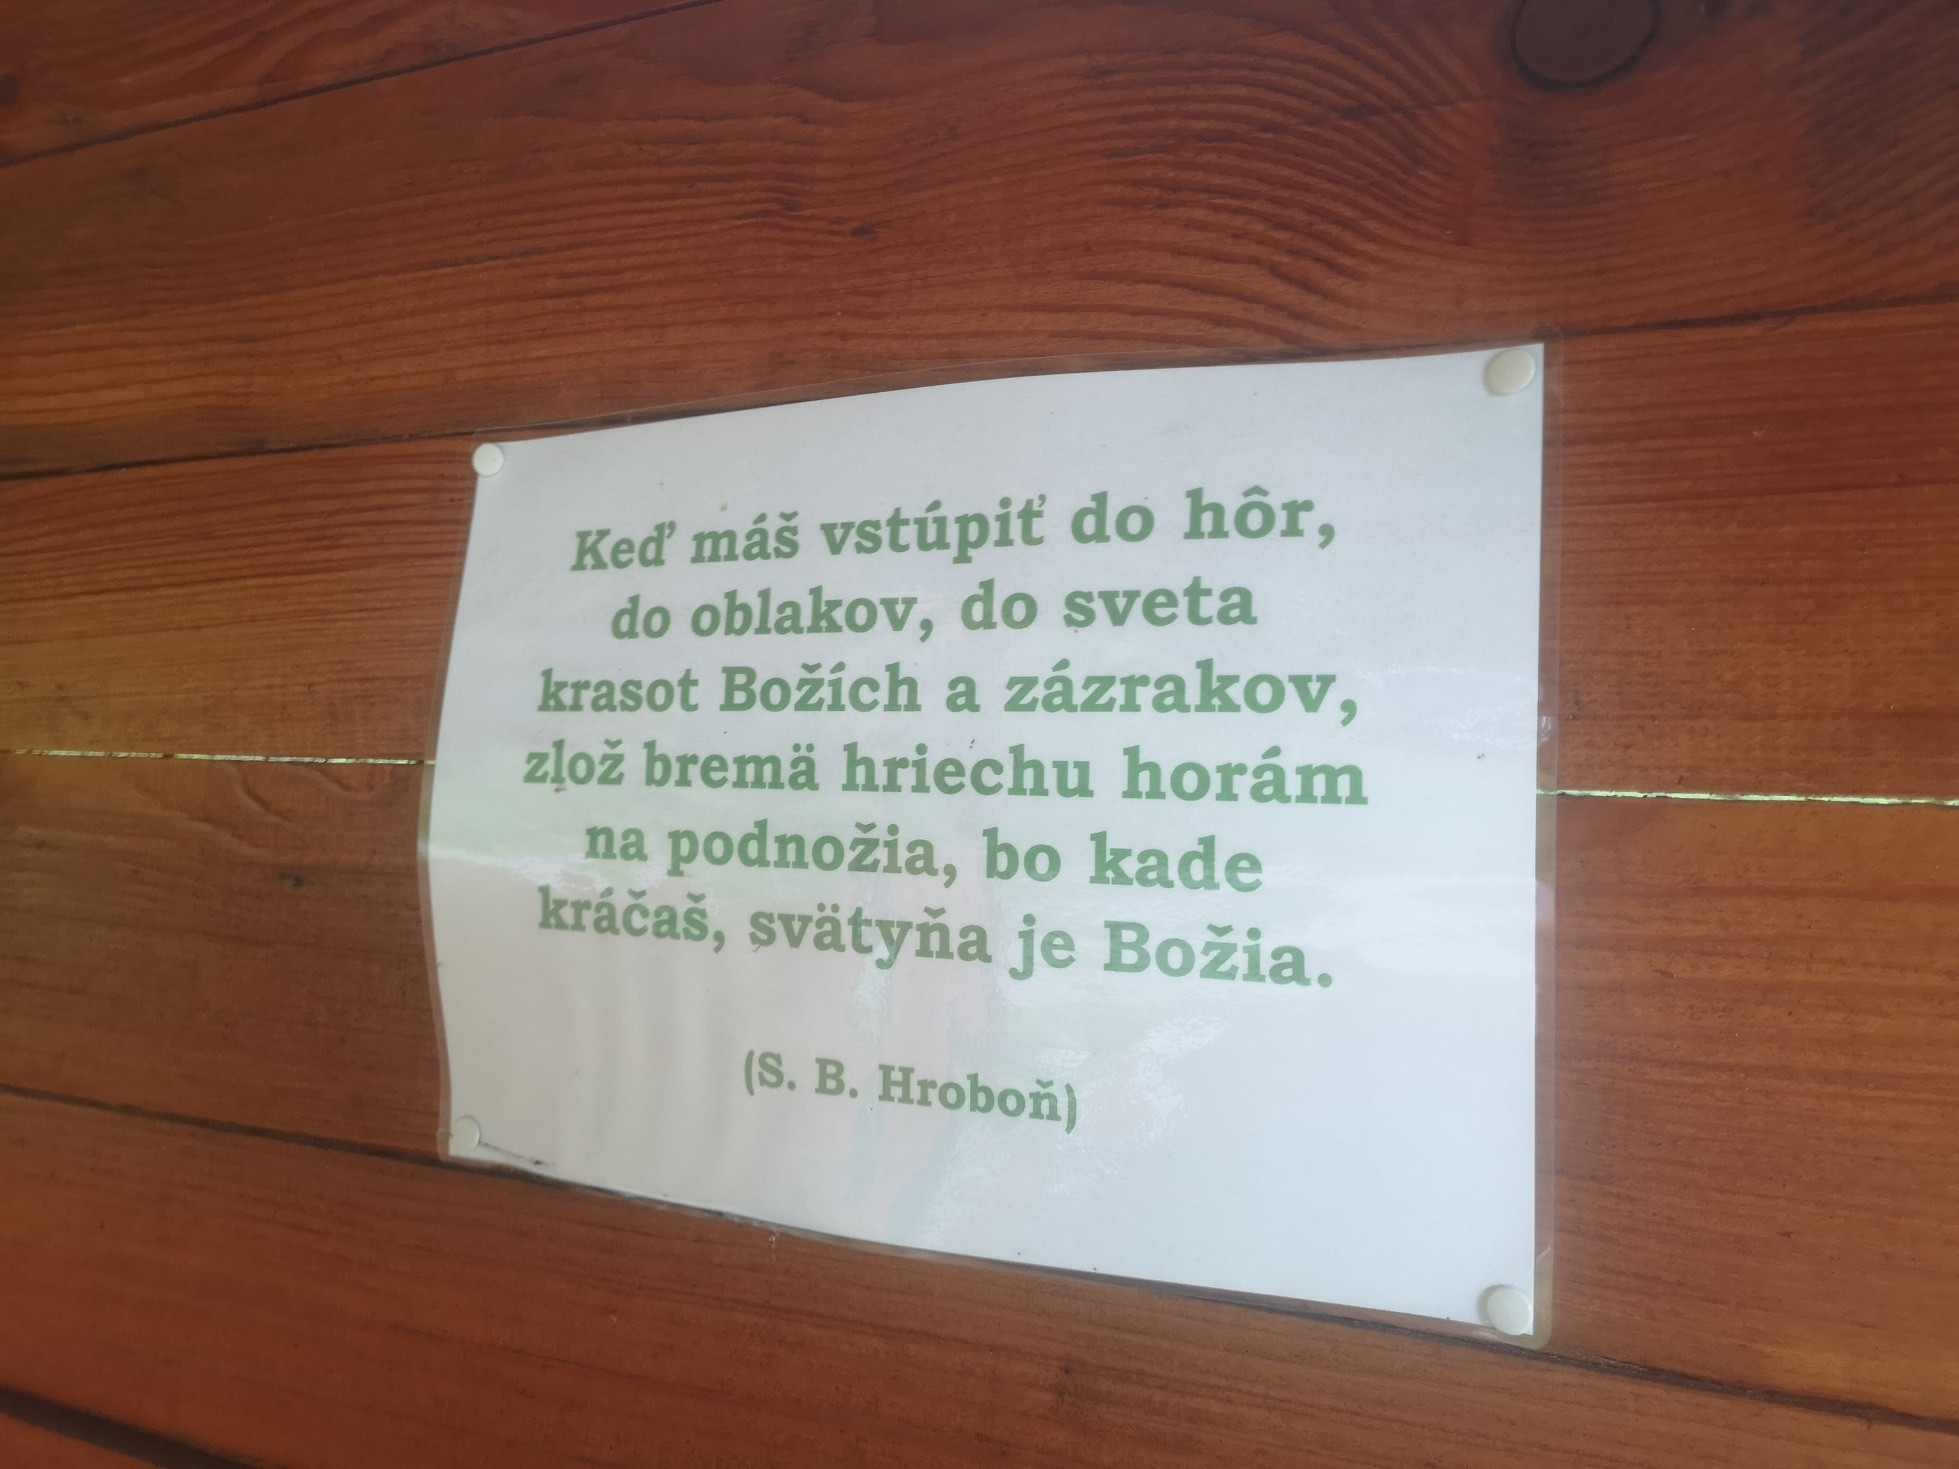 Keď máš vstúpiť do hôr,
do oblakov, do sveta
krasot Božích a zázrakov,
zlož bremä hriechu horám
na podnožia, bo kade
kráčaš, svätyňa je Božia.
(S. B. Hroboň)